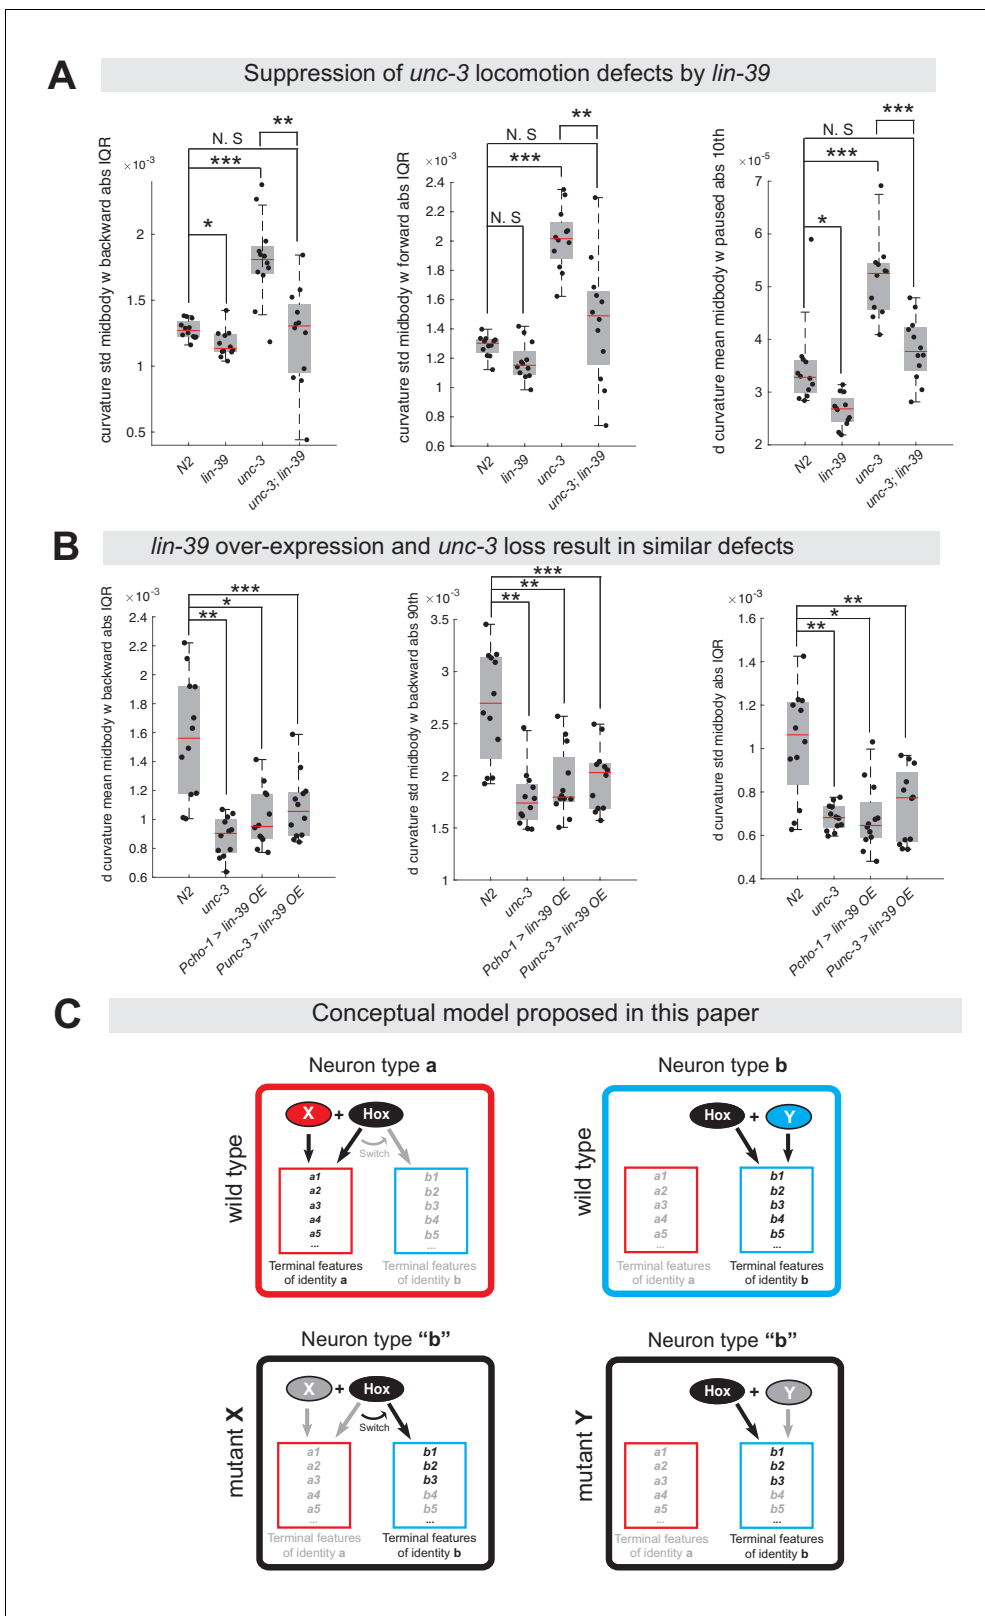 A
Suppression of unc-3 locomotion defects by lin-39
curvature std midbody w backward abs IQR
×10⁻³
2
1.5
1
0.5
N. S
**
***
*
N2
lin-39
unc-3
unc-3; lin-39
curvature std midbody w forward abs IQR
×10⁻³
2.4
2.2
2
1.8
1.6
1.4
1.2
1
0.8
0.6
**
N. S
***
N. S
N2
lin-39
unc-3
unc-3; lin-39
d curvature mean midbody w paused abs 10th
×10⁻⁵
7
6
5
4
3
2
***
N. S
***
*
N2
lin-39
unc-3
unc-3; lin-39
B
lin-39 over-expression and unc-3 loss result in similar defects
d curvature mean midbody w backward abs IQR
×10⁻³
2.4
2.2
2
1.8
1.6
1.4
1.2
1
0.8
0.6
***
*
**
N2
unc-3
Pcho-1 > lin-39 OE
Punc-3 > lin-39 OE
d curvature std midbody w backward abs 90th
×10⁻³
3.5
3
2.5
2
1.5
1
***
**
**
N2
unc-3
Pcho-1 > lin-39 OE
Punc-3 > lin-39 OE
d curvature std midbody abs IQR
×10⁻³
1.6
1.4
1.2
1
0.8
0.6
0.4
**
*
**
N2
unc-3
Pcho-1 > lin-39 OE
Punc-3 > lin-39 OE
C
Conceptual model proposed in this paper
Neuron type a
wild type
X + Hox
Switch
a1
a2
a3
a4
a5
...
b1
b2
b3
b4
b5
...
Terminal features
of identity a
Terminal features
of identity b
Neuron type b
wild type
Hox + Y
a1
a2
a3
a4
a5
...
b1
b2
b3
b4
b5
...
Terminal features
of identity a
Terminal features
of identity b
Neuron type “b”
mutant X
X + Hox
Switch
a1
a2
a3
a4
a5
...
b1
b2
b3
b4
b5
...
Terminal features
of identity a
Terminal features
of identity b
Neuron type “b”
mutant Y
Hox + Y
a1
a2
a3
a4
a5
...
b1
b2
b3
b4
b5
...
Terminal features
of identity a
Terminal features
of identity b